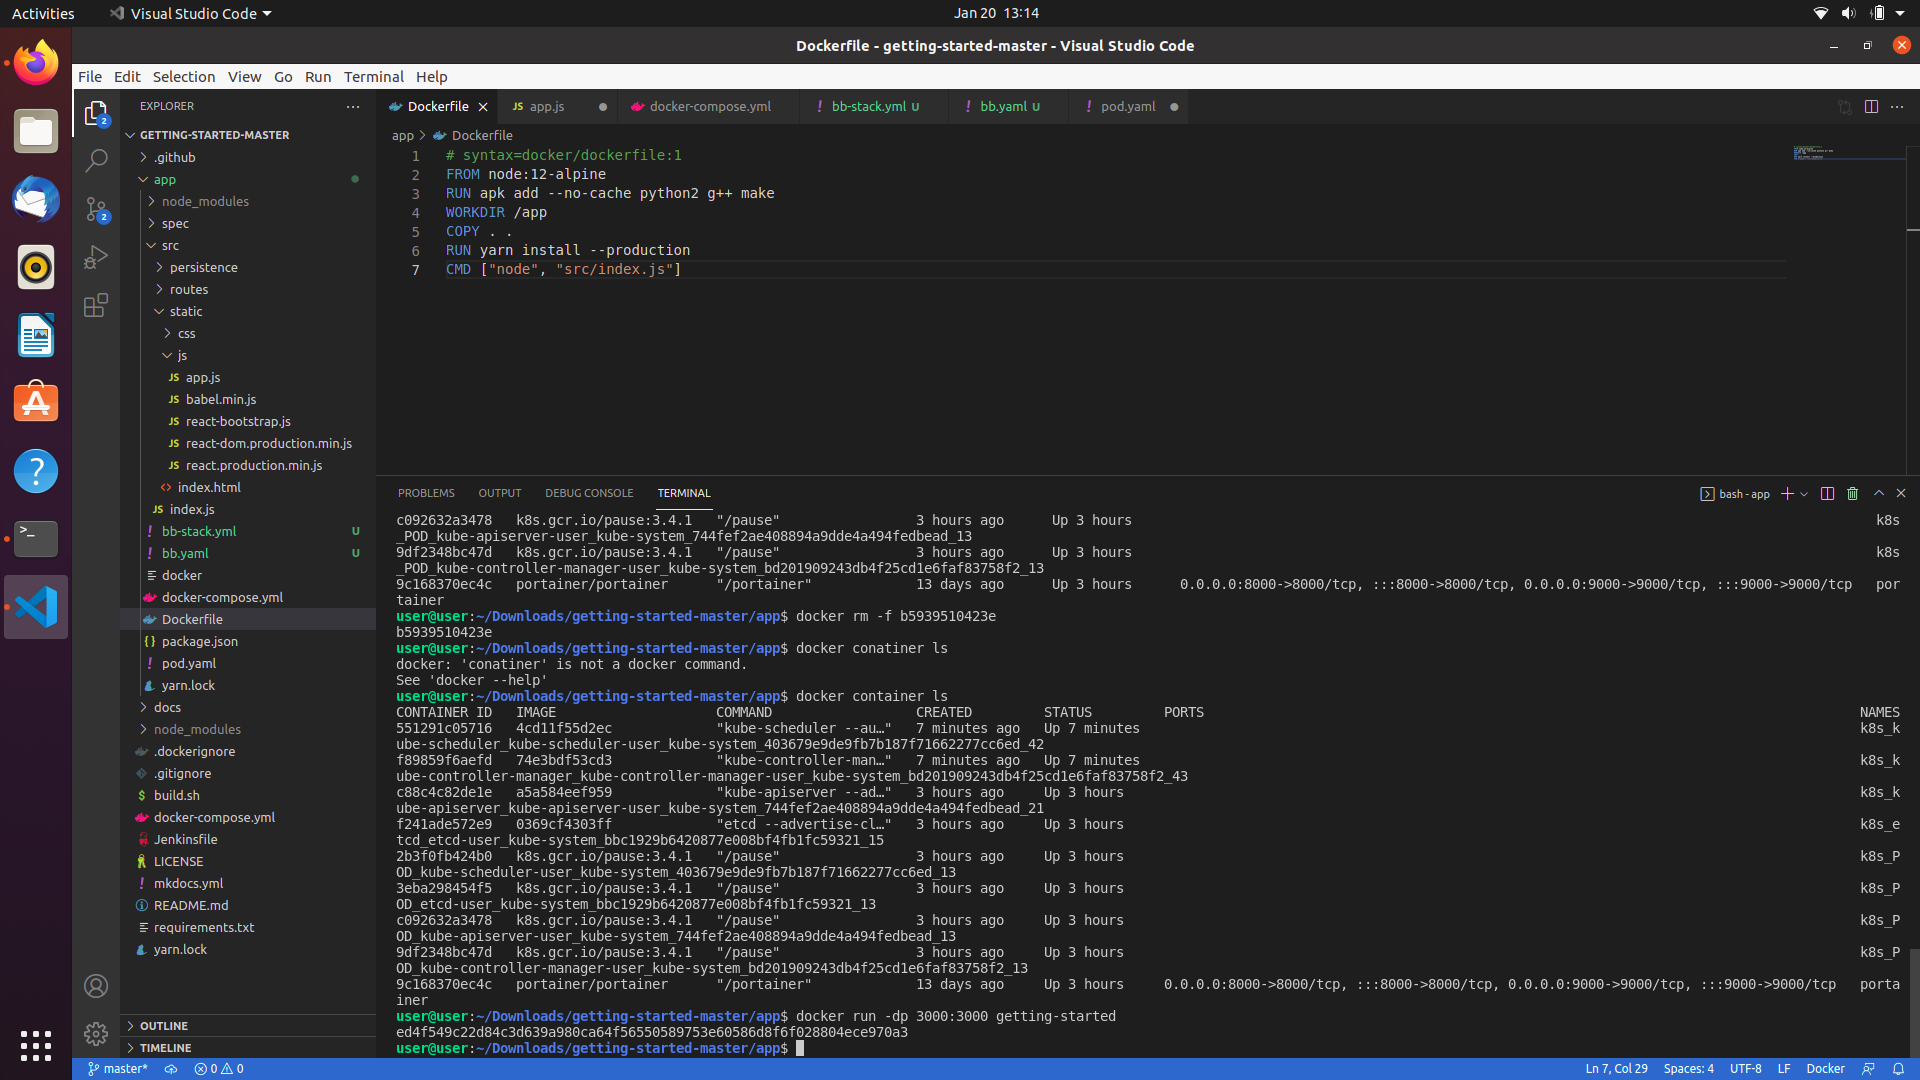 Activities
Visual Studio Code
Jan 20 13:14
Dockerfile - getting-started-master - Visual Studio Code
File Edit Selection View Go Run Terminal Help
EXPLORER
GETTING-STARTED-MASTER
.github
app
node_modules
spec
src
persistence
routes
static
css
js
JS app.js
JS babel.min.js
JS react-bootstrap.js
JS react-dom.production.min.js
JS react.production.min.js
<> index.html
JS index.js
! bb-stack.yml U
! bb.yaml U
docker
docker-compose.yml
Dockerfile
{} package.json
! pod.yaml
yarn.lock
docs
node_modules
.dockerignore
.gitignore
$ build.sh
docker-compose.yml
Jenkinsfile
LICENSE
! mkdocs.yml
README.md
requirements.txt
yarn.lock
OUTLINE
TIMELINE
2
2
Dockerfile
JS app.js
docker-compose.yml
! bb-stack.yml U
! bb.yaml U
! pod.yaml
app > Dockerfile
1 # syntax=docker/dockerfile:1
2 FROM node:12-alpine
3 RUN apk add --no-cache python2 g++ make
4 WORKDIR /app
5 COPY . .
6 RUN yarn install --production
7 CMD ["node", "src/index.js"]
PROBLEMS OUTPUT DEBUG CONSOLE TERMINAL
bash - app
c092632a3478 k8s.gcr.io/pause:3.4.1 "/pause" 3 hours ago Up 3 hours k8s
_POD_kube-apiserver-user_kube-system_744fef2ae408894a9dde4a494fedbead_13
9df2348bc47d k8s.gcr.io/pause:3.4.1 "/pause" 3 hours ago Up 3 hours k8s
_POD_kube-controller-manager-user_kube-system_bd201909243db4f25cd1e6faf83758f2_13
9c168370ec4c portainer/portainer "/portainer" 13 days ago Up 3 hours 0.0.0.0:8000->8000/tcp, :::8000->8000/tcp, 0.0.0.0:9000->9000/tcp, :::9000->9000/tcp por
tainer
user@user:~/Downloads/getting-started-master/app$ docker rm -f b5939510423e
b5939510423e
user@user:~/Downloads/getting-started-master/app$ docker conatiner ls
docker: 'conatiner' is not a docker command.
See 'docker --help'
user@user:~/Downloads/getting-started-master/app$ docker container ls
CONTAINER ID IMAGE COMMAND CREATED STATUS PORTS NAMES
551291c05716 4cd11f55d2ec "kube-scheduler --au…" 7 minutes ago Up 7 minutes k8s_k
ube-scheduler_kube-scheduler-user_kube-system_403679e9de9fb7b187f71662277cc6ed_42
f89859f6aefd 74e3bdf53cd3 "kube-controller-man…" 7 minutes ago Up 7 minutes k8s_k
ube-controller-manager_kube-controller-manager-user_kube-system_bd201909243db4f25cd1e6faf83758f2_43
c88c4c82de1e a5a584eef959 "kube-apiserver --ad…" 3 hours ago Up 3 hours k8s_k
ube-apiserver_kube-apiserver-user_kube-system_744fef2ae408894a9dde4a494fedbead_21
f241ade572e9 0369cf4303ff "etcd --advertise-cl…" 3 hours ago Up 3 hours k8s_e
tcd_etcd-user_kube-system_bbc1929b6420877e008bf4fb1fc59321_15
2b3f0fb424b0 k8s.gcr.io/pause:3.4.1 "/pause" 3 hours ago Up 3 hours k8s_P
OD_kube-scheduler-user_kube-system_403679e9de9fb7b187f71662277cc6ed_13
3eba298454f5 k8s.gcr.io/pause:3.4.1 "/pause" 3 hours ago Up 3 hours k8s_P
OD_etcd-user_kube-system_bbc1929b6420877e008bf4fb1fc59321_13
c092632a3478 k8s.gcr.io/pause:3.4.1 "/pause" 3 hours ago Up 3 hours k8s_P
OD_kube-apiserver-user_kube-system_744fef2ae408894a9dde4a494fedbead_13
9df2348bc47d k8s.gcr.io/pause:3.4.1 "/pause" 3 hours ago Up 3 hours k8s_P
OD_kube-controller-manager-user_kube-system_bd201909243db4f25cd1e6faf83758f2_13
9c168370ec4c portainer/portainer "/portainer" 13 days ago Up 3 hours 0.0.0.0:8000->8000/tcp, :::8000->8000/tcp, 0.0.0.0:9000->9000/tcp, :::9000->9000/tcp porta
iner
user@user:~/Downloads/getting-started-master/app$ docker run -dp 3000:3000 getting-started
ed4f549c22d84c3d639a980ca64f56550589753e60586d8f6f028804ece970a3
user@user:~/Downloads/getting-started-master/app$
master* 0 0
Ln 7, Col 29 Spaces: 4 UTF-8 LF Docker